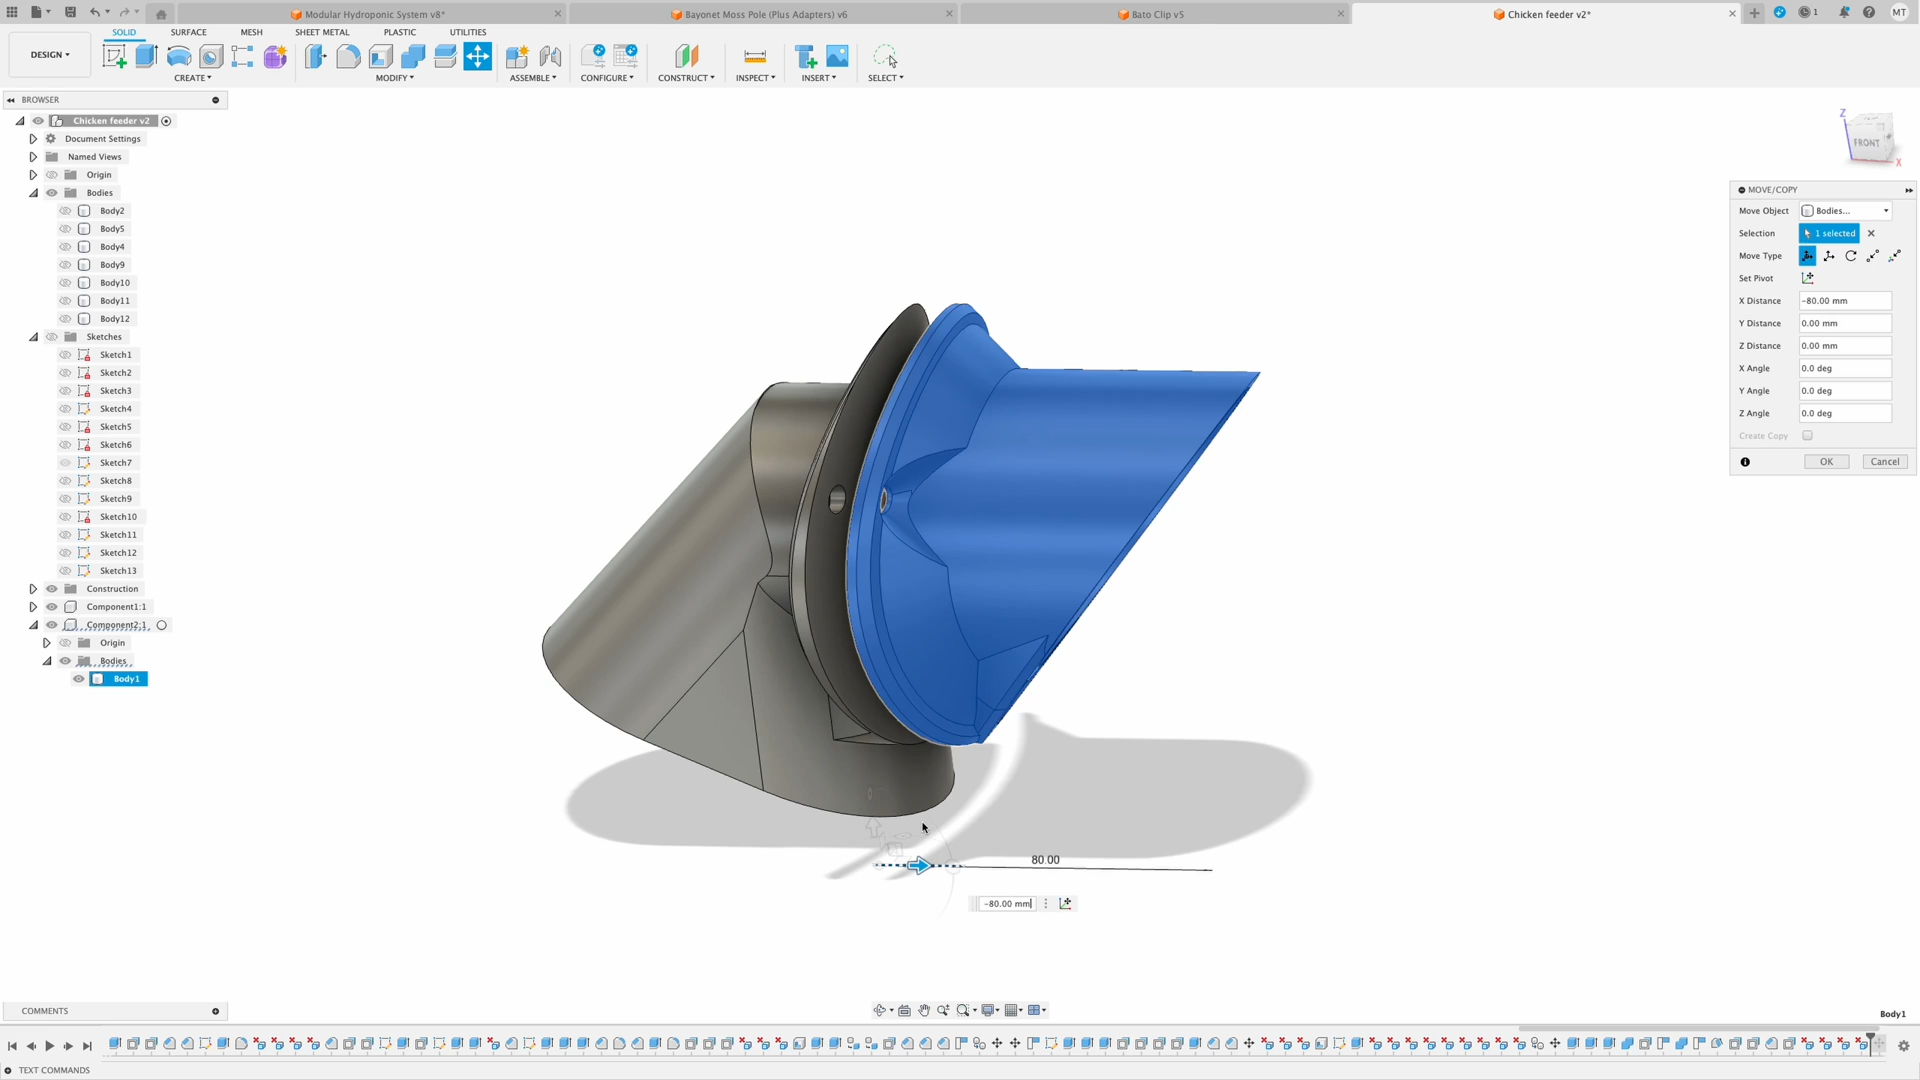 Modular Hydroponic System v8*
Bayonet Moss Pole (Plus Adapters) v6
Bato Clip v5
Chicken feeder v2*
1
MT
DESIGN
SOLID
SURFACE
MESH
SHEET METAL
PLASTIC
UTILITIES
CREATE
MODIFY
ASSEMBLE
CONFIGURE
CONSTRUCT
INSPECT
INSERT
SELECT
BROWSER
Chicken feeder v2
Document Settings
Named Views
Origin
Bodies
Body2
Body5
Body4
Body9
Body10
Body11
Body12
Sketches
Sketch1
Sketch2
Sketch3
Sketch4
Sketch5
Sketch6
Sketch7
Sketch8
Sketch9
Sketch10
Sketch11
Sketch12
Sketch13
Construction
Component1:1
Component2:1
Origin
Bodies
Body1
Z
FRONT
X
MOVE/COPY
Move Object Bodies...
Selection 1 selected
Move Type
Set Pivot
X Distance -80.00 mm
Y Distance 0.00 mm
Z Distance 0.00 mm
X Angle 0.0 deg
Y Angle 0.0 deg
Z Angle 0.0 deg
Create Copy
OK Cancel
80.00
-80.00 mm
COMMENTS
Body1
TEXT COMMANDS